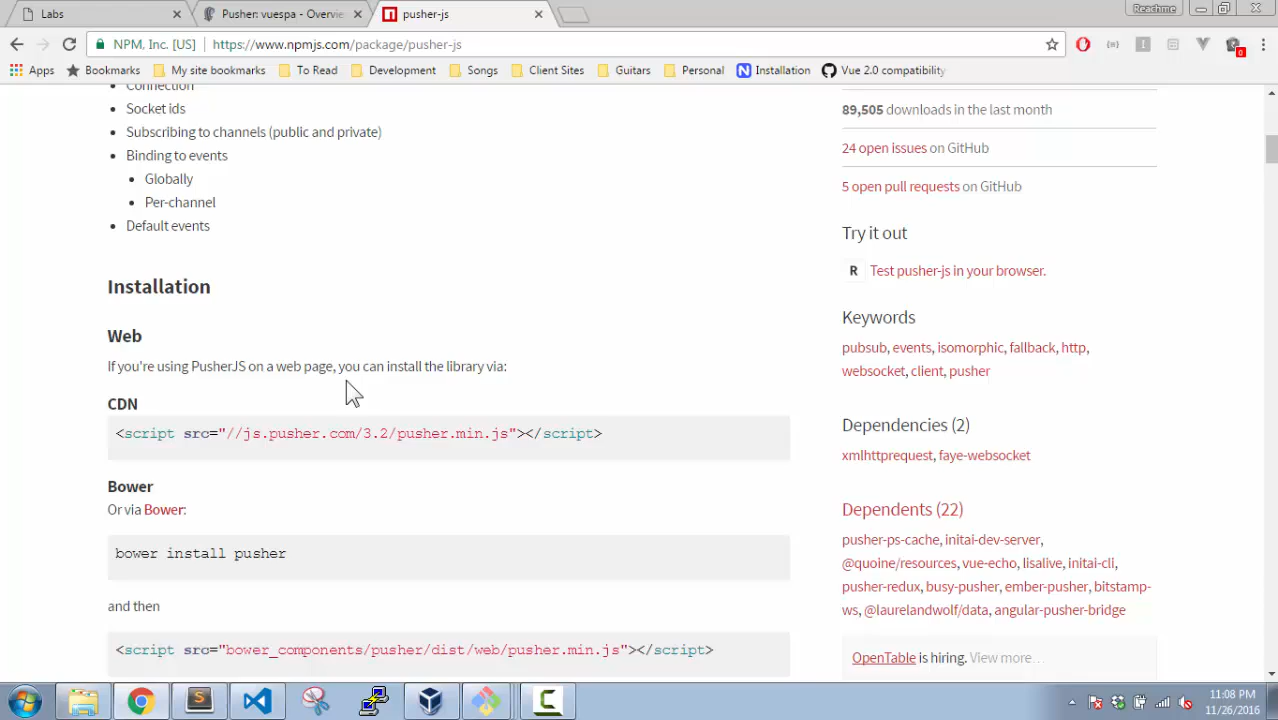 Labs
Pusher: vuespa - Overvie
pusher-js
Reachme
NPM, Inc. [US]
https://www.npmjs.com/package/pusher-js
Apps
Bookmarks
My site bookmarks
To Read
Development
Songs
Client Sites
Guitars
Personal
Installation
Vue 2.0 compatibility
Connection
Socket ids
Subscribing to channels (public and private)
Binding to events
Globally
Per-channel
Default events
Installation
Web
If you're using PusherJS on a web page, you can install the library via:
CDN
<script src="//js.pusher.com/3.2/pusher.min.js"></script>
Bower
Or via Bower:
bower install pusher
and then
<script src="bower_components/pusher/dist/web/pusher.min.js"></script>
89,505 downloads in the last month
24 open issues on GitHub
5 open pull requests on GitHub
Try it out
R Test pusher-js in your browser.
Keywords
pubsub, events, isomorphic, fallback, http,
websocket, client, pusher
Dependencies (2)
xmlhttprequest, faye-websocket
Dependents (22)
pusher-ps-cache, initai-dev-server,
@quoine/resources, vue-echo, lisalive, initai-cli,
pusher-redux, busy-pusher, ember-pusher, bitstamp-
ws, @laurelandwolf/data, angular-pusher-bridge
OpenTable is hiring. View more…
11:08 PM
11/26/2016